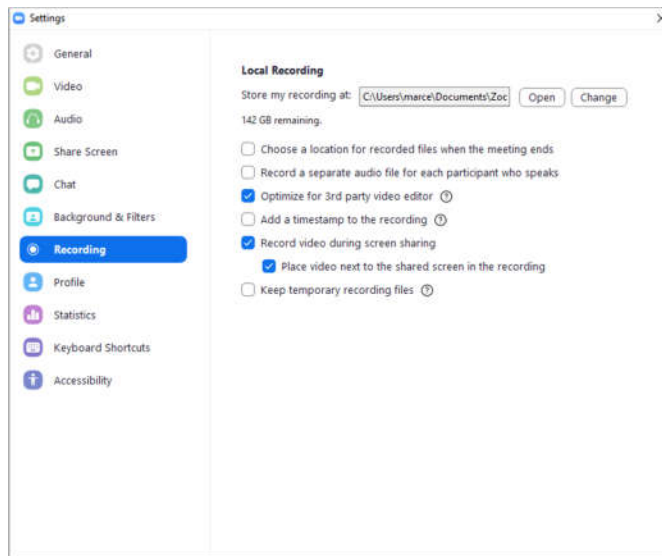 Settings
General
Video
Audio
Share Screen
Chat
Background & Filters
Recording
Profile
Statistics
Keyboard Shortcuts
Accessibility
Local Recording
Store my recording at: C:\Users\marce\Documents\Zoc Open Change
142 GB remaining.
Choose a location for recorded files when the meeting ends
Record a separate audio file for each participant who speaks
Optimize for 3rd party video editor ?
Add a timestamp to the recording ?
Record video during screen sharing
Place video next to the shared screen in the recording
Keep temporary recording files ?